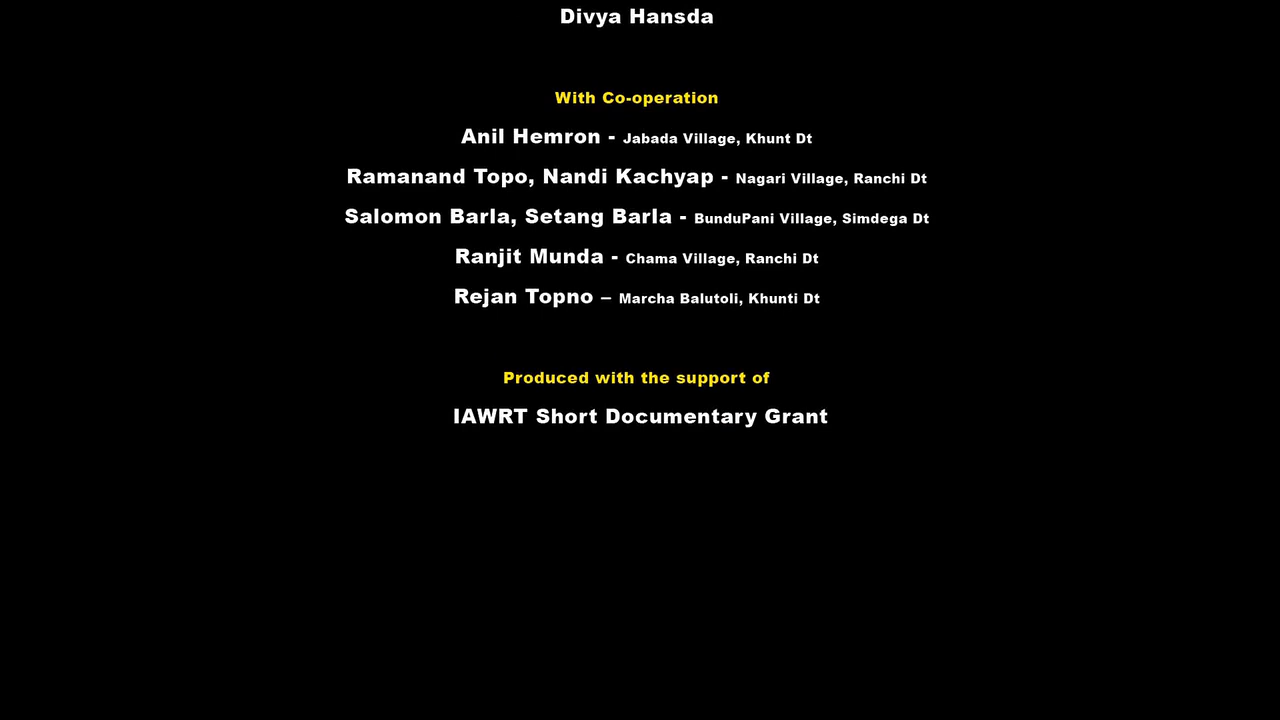 Divya Hansda
With Co-operation
Anil Hemron - Jabada Village, Khunt Dt
Ramanand Topo, Nandi Kachyap - Nagari Village, Ranchi Dt
Salomon Barla, Setang Barla - BunduPani Village, Simdega Dt
Ranjit Munda - Chama Village, Ranchi Dt
Rejan Topno – Marcha Balutoli, Khunti Dt
Produced with the support of
IAWRT Short Documentary Grant